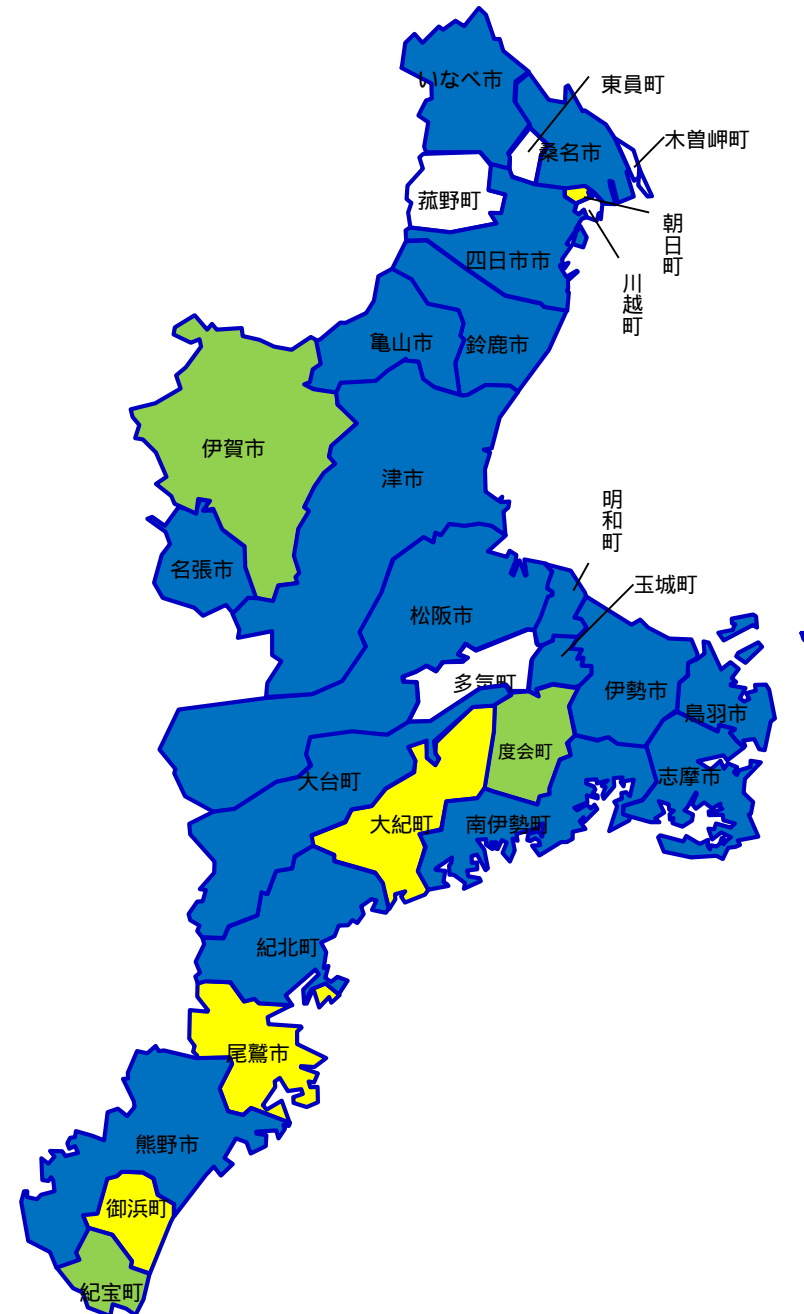 いなべ市
東員町
桑名市
木曽岬町
菰野町
朝日町
四日市市
川越町
亀山市
鈴鹿市
伊賀市
津市
明和町
名張市
玉城町
松阪市
多気町
伊勢市
鳥羽市
度会町
志摩市
大台町
大紀町
南伊勢町
紀北町
尾鷲市
熊野市
御浜町
紀宝町